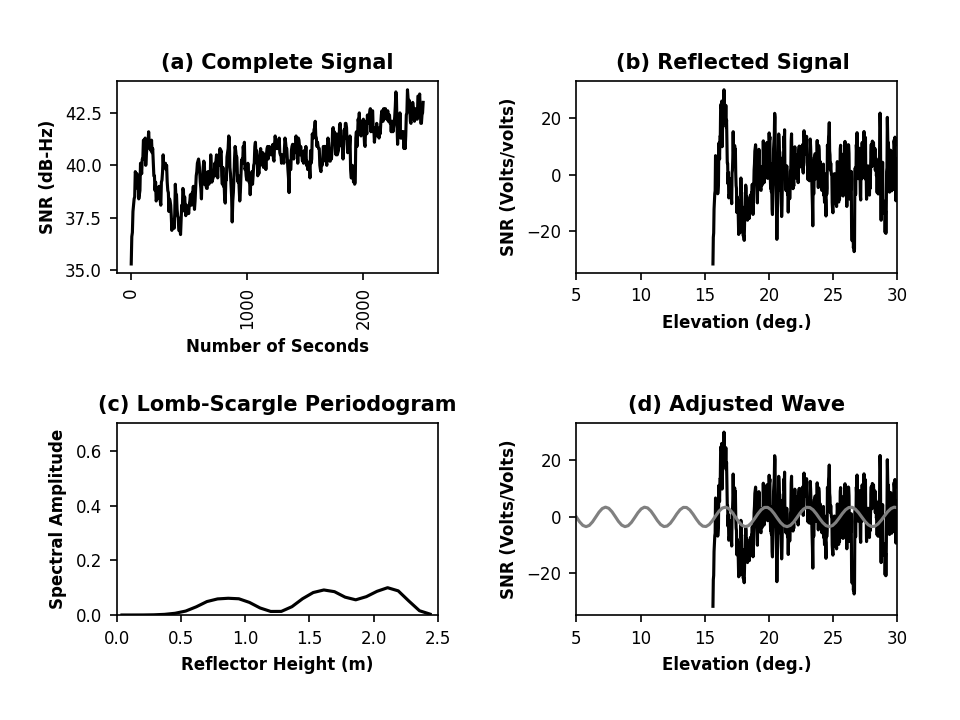 (a) Complete Signal
SNR (dB-Hz)
42.5
40.0
37.5
35.0
0
1000
2000
Number of Seconds
(b) Reflected Signal
SNR (Volts/volts)
20
0
−20
5 10 15 20 25 30
Elevation (deg.)
(c) Lomb-Scargle Periodogram
Spectral Amplitude
0.6
0.4
0.2
0.0
0.0 0.5 1.0 1.5 2.0 2.5
Reflector Height (m)
(d) Adjusted Wave
SNR (Volts/Volts)
20
0
−20
5 10 15 20 25 30
Elevation (deg.)